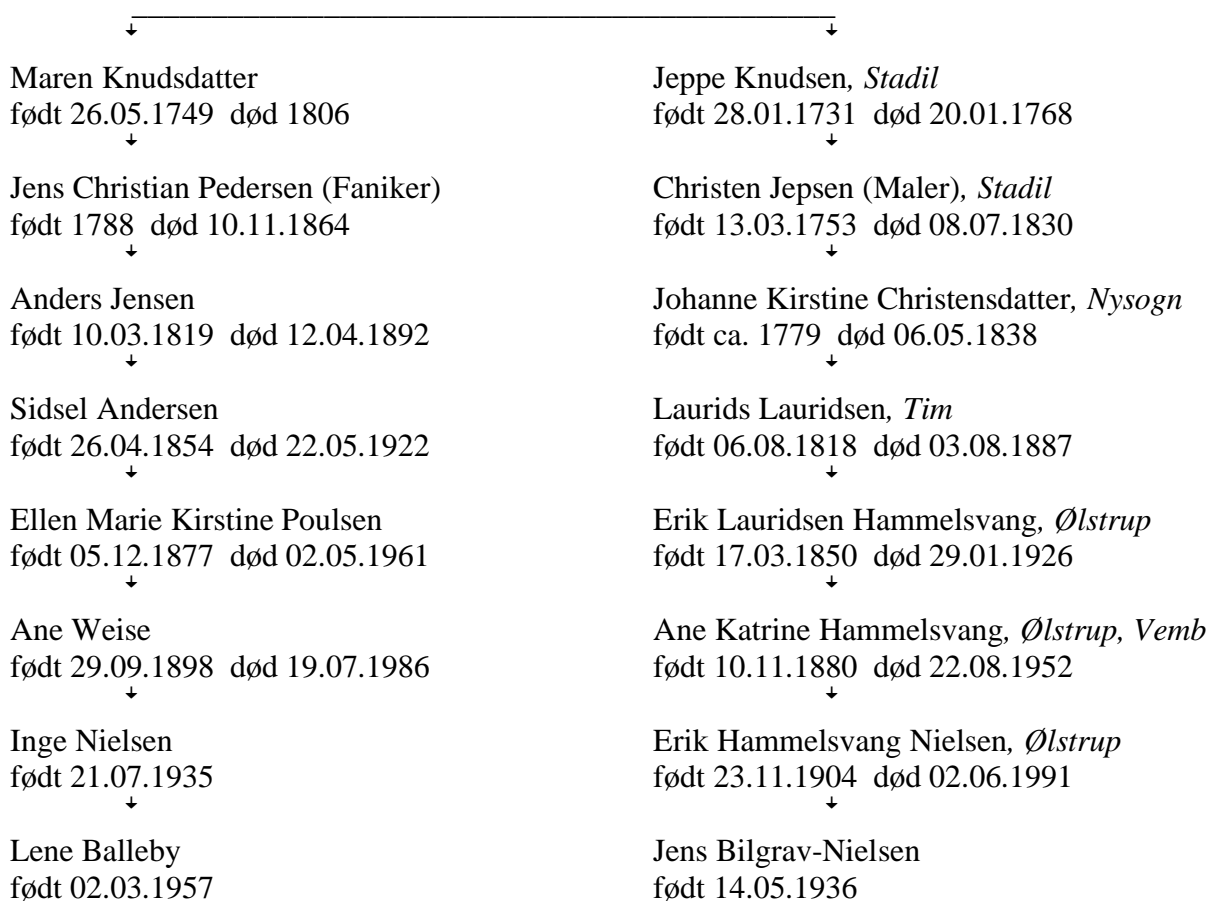 Maren Knudsdatter
født 26.05.1749 død 1806
Jens Christian Pedersen (Faniker)
født 1788 død 10.11.1864
Anders Jensen
født 10.03.1819 død 12.04.1892
Sidsel Andersen
født 26.04.1854 død 22.05.1922
Ellen Marie Kirstine Poulsen
født 05.12.1877 død 02.05.1961
Ane Weise
født 29.09.1898 død 19.07.1986
Inge Nielsen
født 21.07.1935
Lene Balleby
født 02.03.1957
Jeppe Knudsen, Stadil
født 28.01.1731 død 20.01.1768
Christen Jepsen (Maler), Stadil
født 13.03.1753 død 08.07.1830
Johanne Kirstine Christensdatter, Nysogn
født ca. 1779 død 06.05.1838
Laurids Lauridsen, Tim
født 06.08.1818 død 03.08.1887
Erik Lauridsen Hammelsvang, Ølstrup
født 17.03.1850 død 29.01.1926
Ane Katrine Hammelsvang, Ølstrup, Vemb
født 10.11.1880 død 22.08.1952
Erik Hammelsvang Nielsen, Ølstrup
født 23.11.1904 død 02.06.1991
Jens Bilgrav-Nielsen
født 14.05.1936